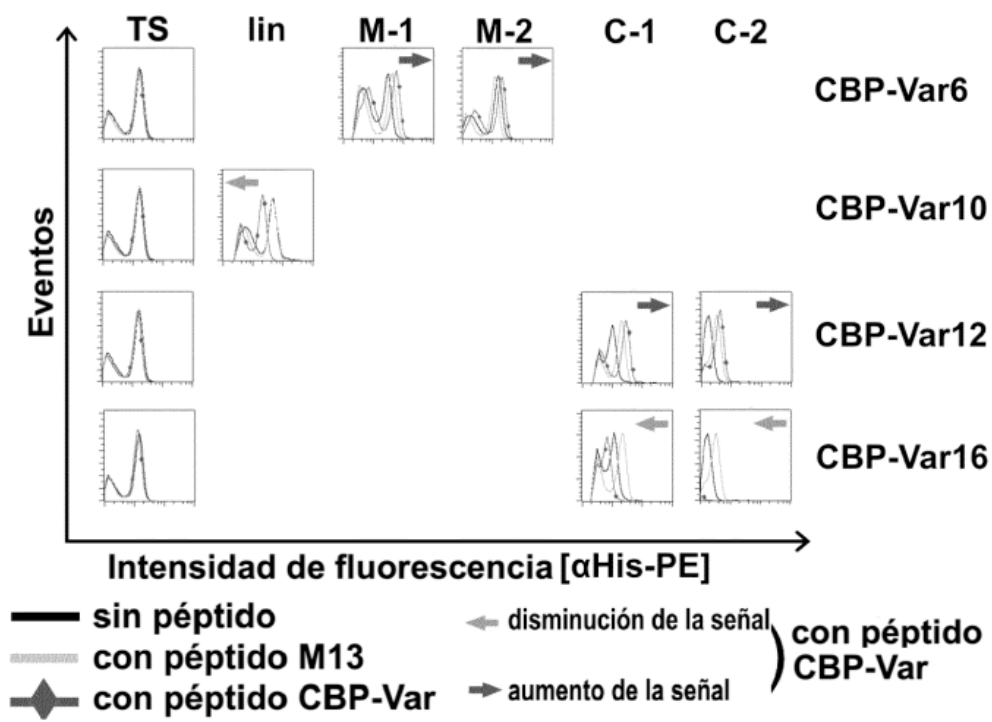 TS lin M-1 M-2 C-1 C-2
CBP-Var6
CBP-Var10
CBP-Var12
CBP-Var16
Eventos
Intensidad de fluorescencia [αHis-PE]
sin péptido
con péptido M13
con péptido CBP-Var
disminución de la señal
aumento de la señal
con péptido
CBP-Var